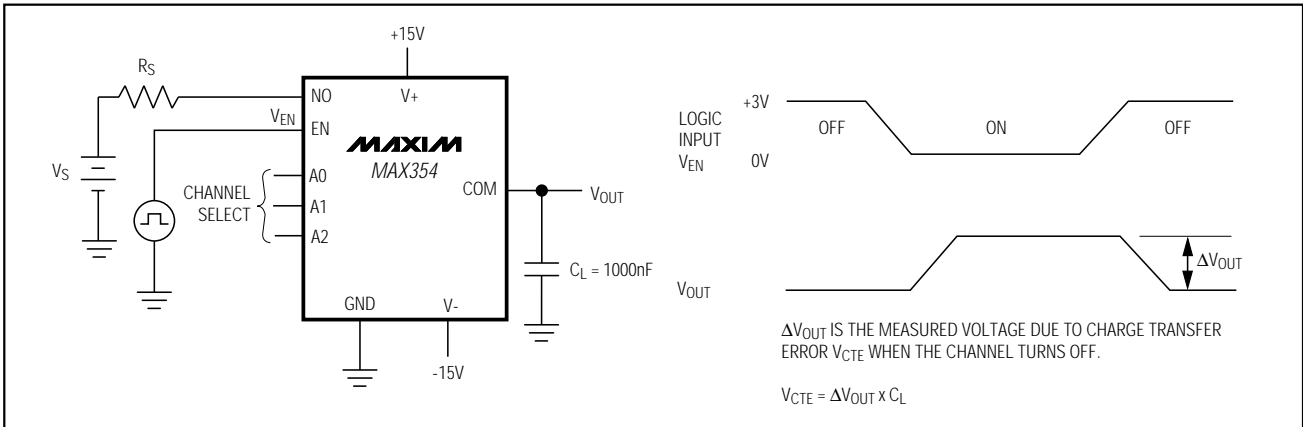 +15V
RS
NO
V+
VEN
EN
MAXIM
MAX354
VS
A0
CHANNEL
SELECT
A1
A2
COM
VOUT
CL = 1000nF
GND
V-
-15V
LOGIC
INPUT
VEN
+3V
0V
OFF
ON
OFF
VOUT
ΔVOUT
ΔVOUT IS THE MEASURED VOLTAGE DUE TO CHARGE TRANSFER
ERROR VCTE WHEN THE CHANNEL TURNS OFF.
VCTE = ΔVOUT x CL